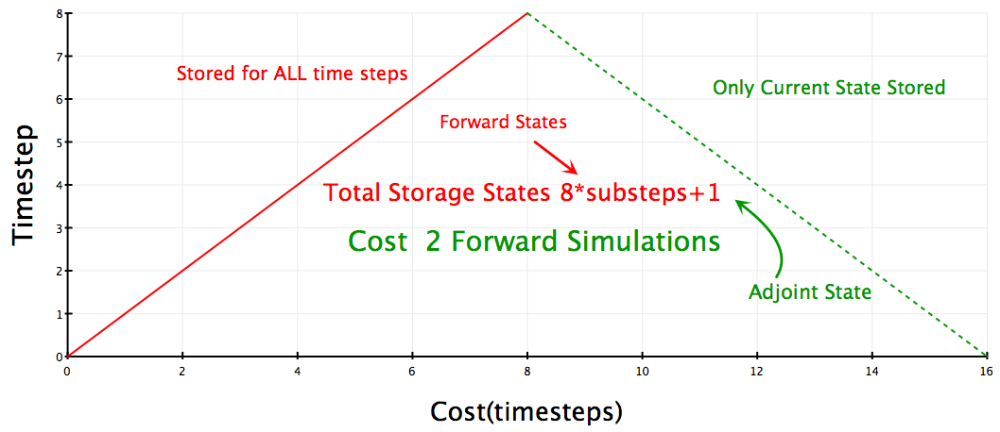 8
7
6
5
4
3
2
1
0
Timestep
Stored for ALL time steps
Only Current State Stored
Forward States
Total Storage States 8*substeps+1
Cost  2 Forward Simulations
Adjoint State
0 2 4 6 8 10 12 14 16
Cost(timesteps)